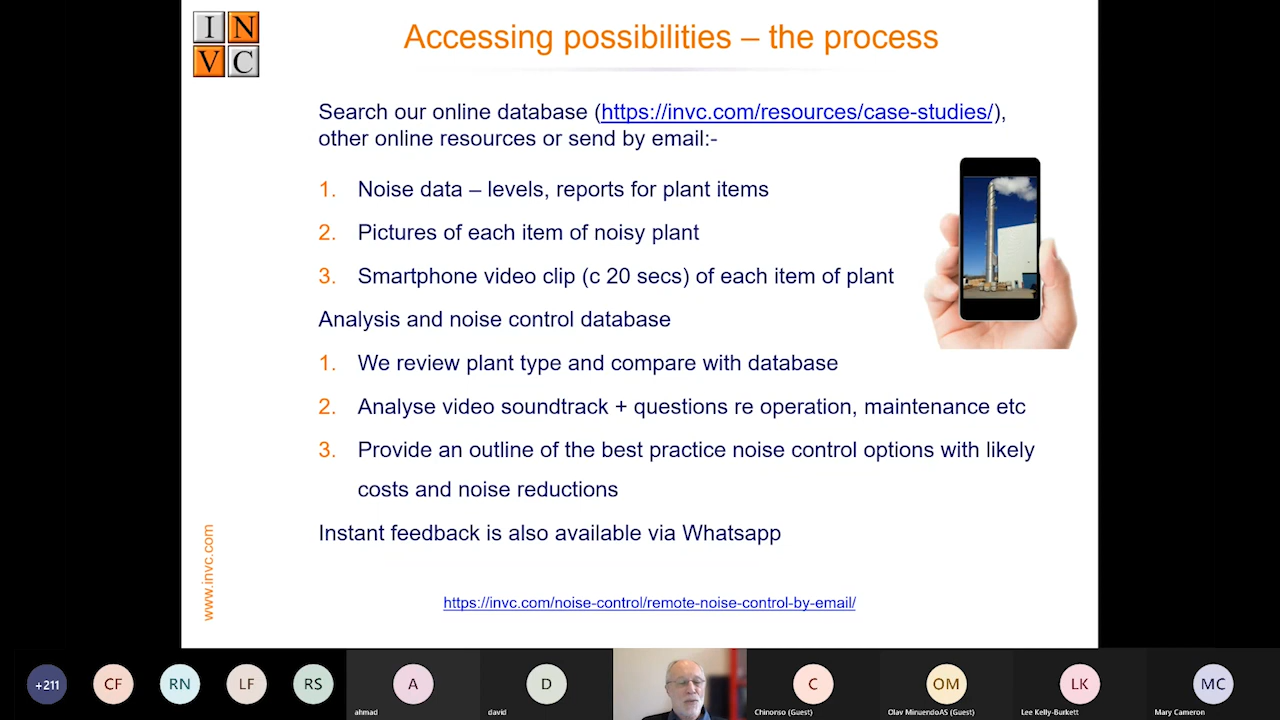 I N
V C
Accessing possibilities – the process
Search our online database (https://invc.com/resources/case-studies/),
other online resources or send by email:-
1. Noise data – levels, reports for plant items
2. Pictures of each item of noisy plant
3. Smartphone video clip (c 20 secs) of each item of plant
Analysis and noise control database
1. We review plant type and compare with database
2. Analyse video soundtrack + questions re operation, maintenance etc
3. Provide an outline of the best practice noise control options with likely
costs and noise reductions
Instant feedback is also available via Whatsapp
www.invc.com
https://invc.com/noise-control/remote-noise-control-by-email/
+211 CF RN LF RS A D C OM LK MC
ahmad david Chinonso (Guest) Olav MinuendoAS (Guest) Lee Kelly-Burkett Mary Cameron